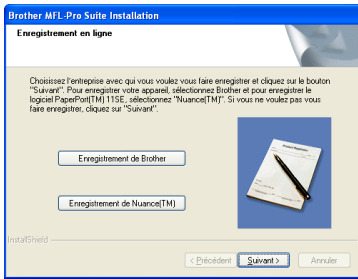 Brother MFL-Pro Suite Installation
Enregistrement en ligne
Choisissez l'entreprise avec qui vous voulez vous faire enregistrer et cliquez sur le bouton
"Suivant". Pour enregistrer votre appareil, sélectionnez Brother et pour enregistrer le
logiciel PaperPort(TM) 11SE, sélectionnez "Nuance(TM)". Si vous ne voulez pas vous
faire enregistrer, cliquez sur "Suivant".
Enregistrement de Brother
Product Registration
Enregistrement de Nuance(TM)
InstallShield
< Précédent
Suivant >
Annuler